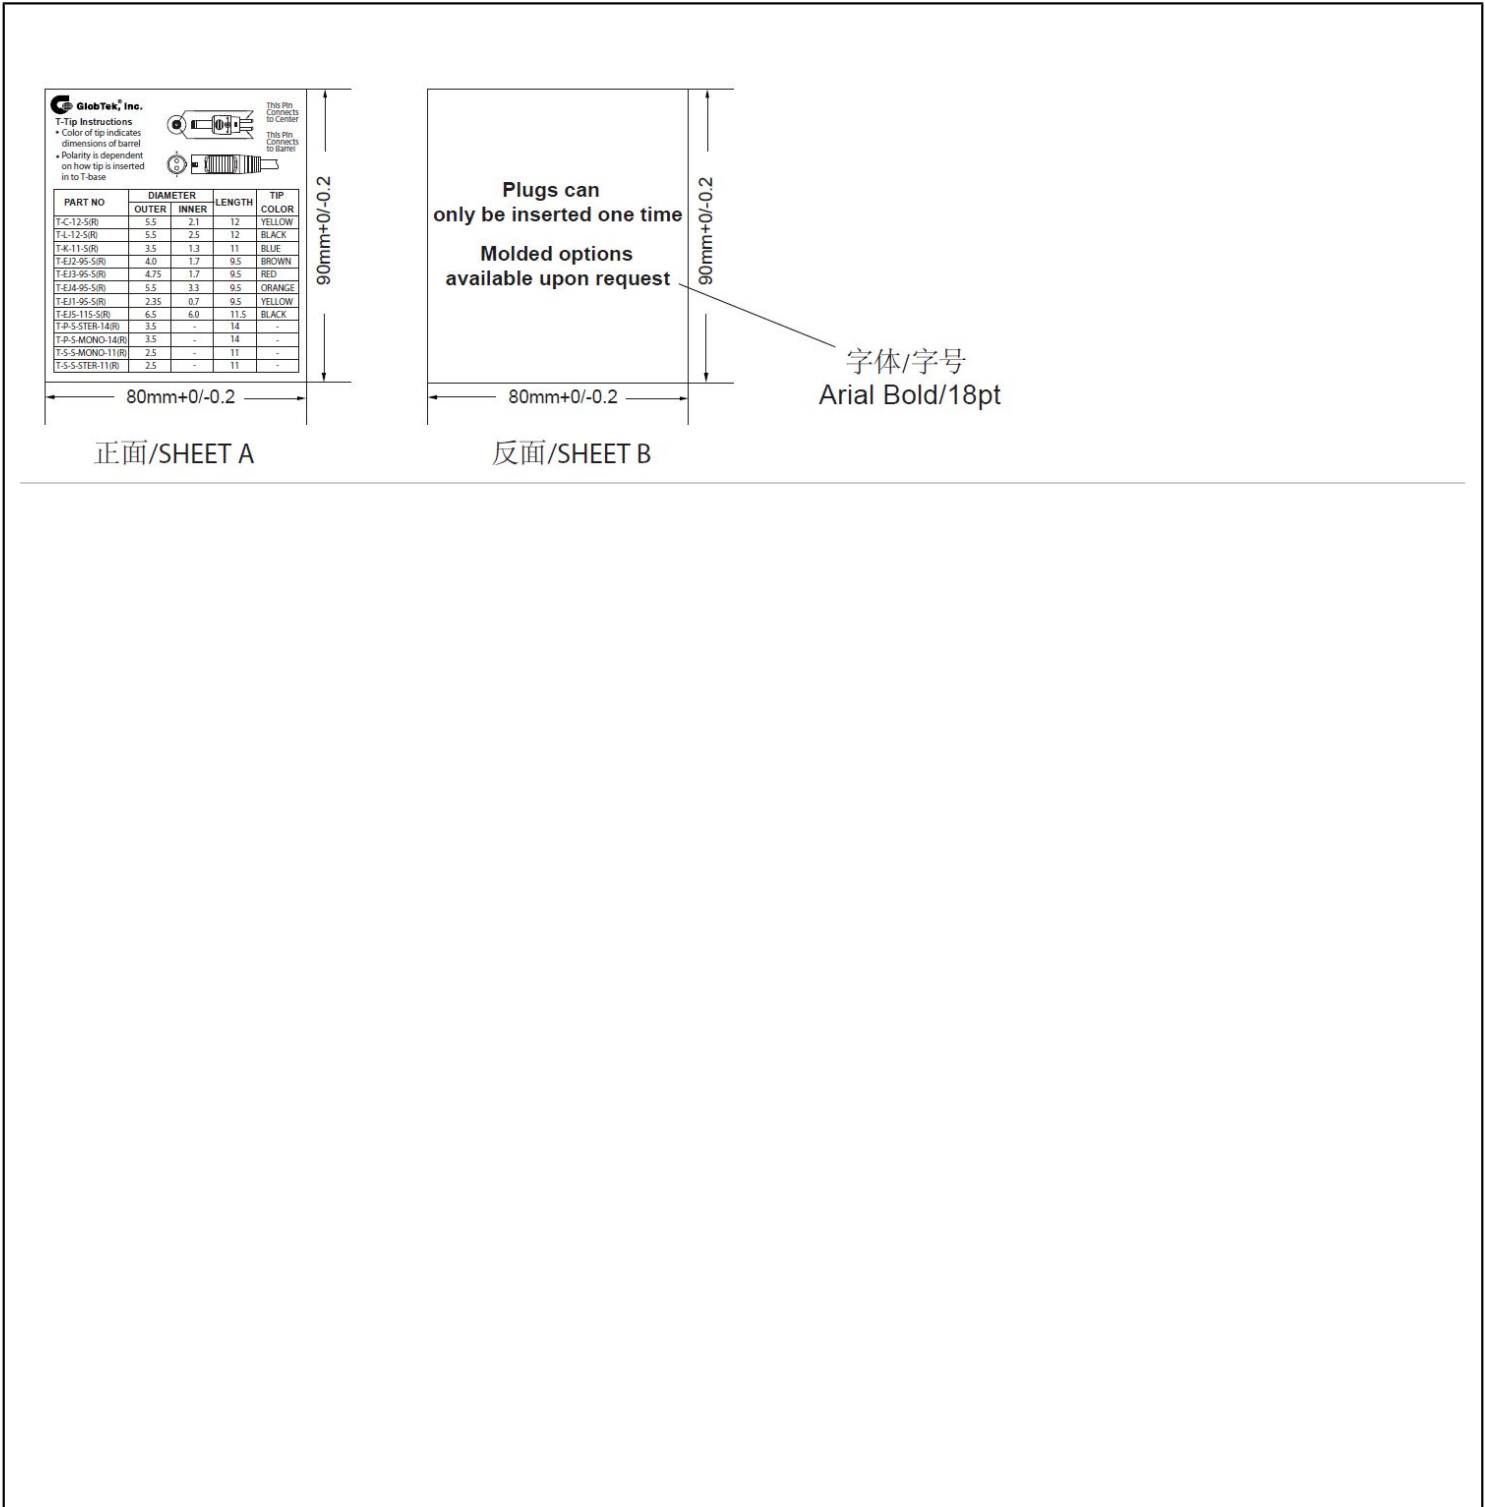 GlobTek,® Inc.
T-Tip Instructions
• Color of tip indicates
dimensions of barrel
• Polarity is dependent
on how tip is inserted
in to T-base
This Pin
Connects
to Center
This Pin
Connects
to Barrel
PART NO DIAMETER LENGTH TIP
OUTER INNER COLOR
T-C-12-S(R) 5.5 2.1 12 YELLOW
T-L-12-S(R) 5.5 2.5 12 BLACK
T-K-11-S(R) 3.5 1.3 11 BLUE
T-EJ2-95-S(R) 4.0 1.7 9.5 BROWN
T-EJ3-95-S(R) 4.75 1.7 9.5 RED
T-EJ4-95-S(R) 5.5 3.3 9.5 ORANGE
T-EJ1-95-S(R) 2.35 0.7 9.5 YELLOW
T-EJ5-115-S(R) 6.5 6.0 11.5 BLACK
T-P-S-STER-14(R) 3.5 - 14 -
T-P-S-MONO-14(R) 3.5 - 14 -
T-S-S-MONO-11(R) 2.5 - 11 -
T-S-S-STER-11(R) 2.5 - 11 -
90mm+0/-0.2
80mm+0/-0.2
正面/SHEET A
Plugs can
only be inserted one time
Molded options
available upon request
90mm+0/-0.2
80mm+0/-0.2
反面/SHEET B
字体/字号
Arial Bold/18pt